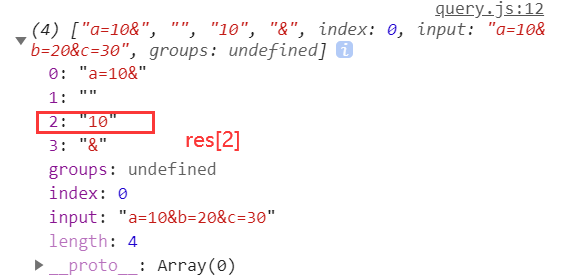 query.js:12
(4) ["a=10&", "", "10", "&", index: 0, input: "a=10&
b=20&c=30", groups: undefined] i
0: "a=10&"
1: ""
2: "10"
res[2]
3: "&"
groups: undefined
index: 0
input: "a=10&b=20&c=30"
length: 4
__proto__: Array(0)